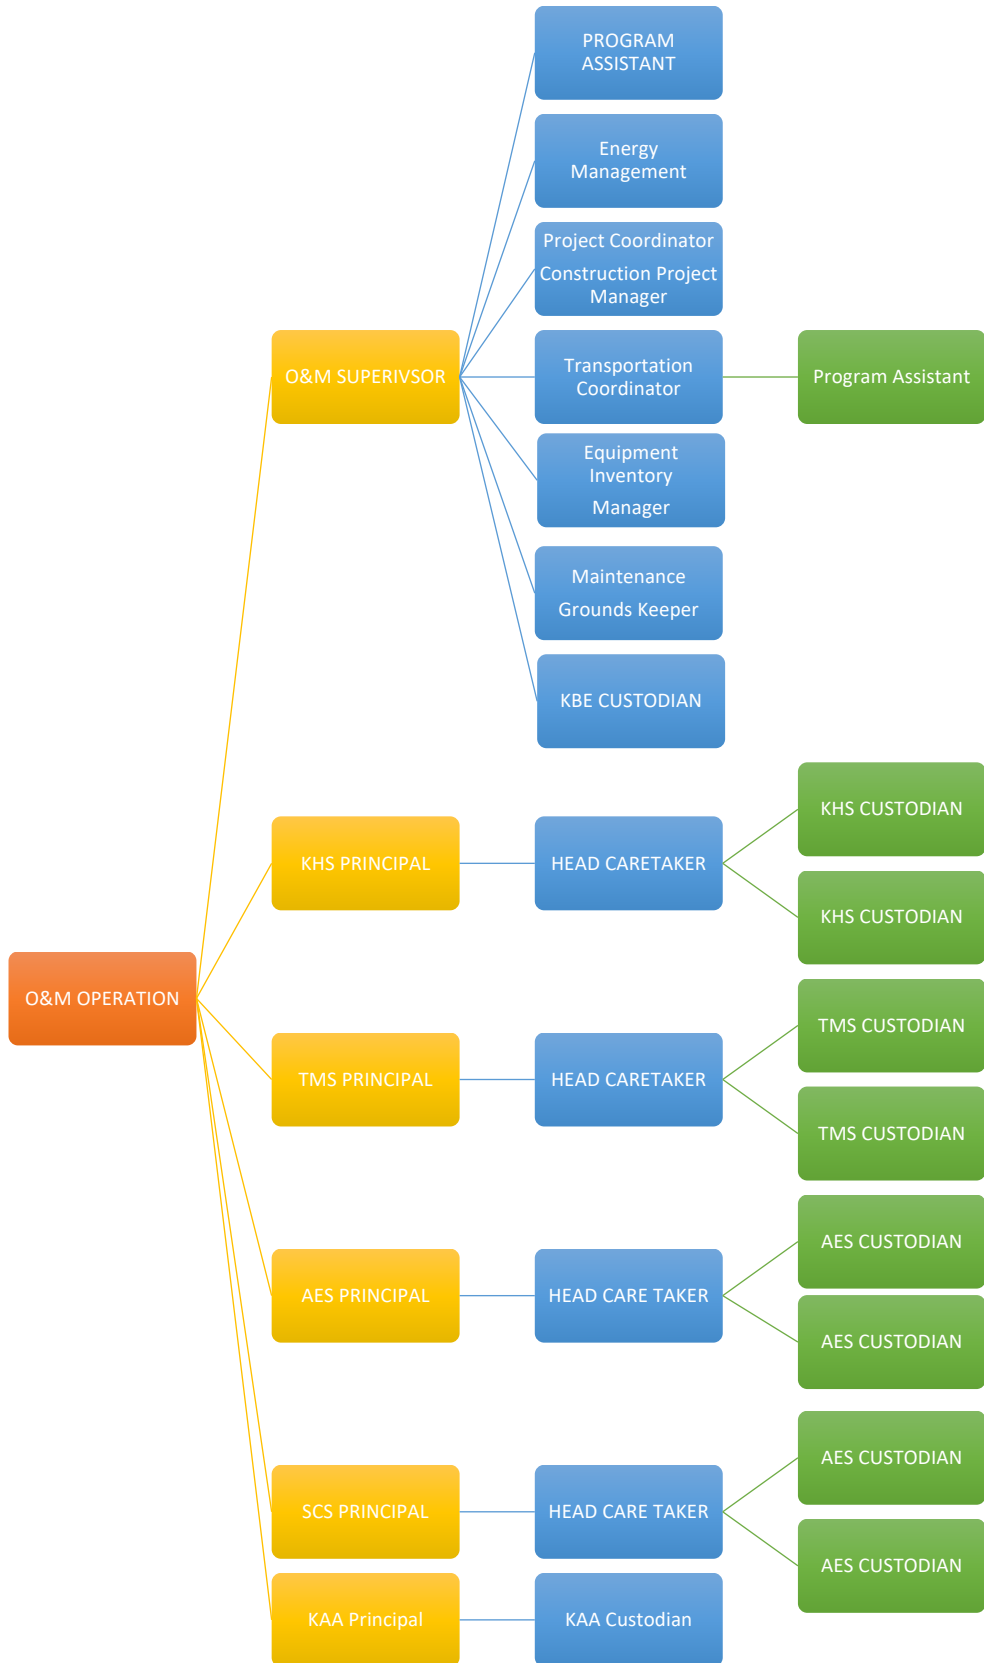 PROGRAM
ASSISTANT
Energy
Management
Project Coordinator
Construction Project
Manager
O&M SUPERIVSOR
Transportation
Coordinator
Program Assistant
Equipment
Inventory
Manager
Maintenance
Grounds Keeper
KBE CUSTODIAN
KHS CUSTODIAN
KHS PRINCIPAL
HEAD CARETAKER
KHS CUSTODIAN
O&M OPERATION
TMS CUSTODIAN
TMS PRINCIPAL
HEAD CARETAKER
TMS CUSTODIAN
AES CUSTODIAN
AES PRINCIPAL
HEAD CARE TAKER
AES CUSTODIAN
AES CUSTODIAN
SCS PRINCIPAL
HEAD CARE TAKER
AES CUSTODIAN
KAA Principal
KAA Custodian